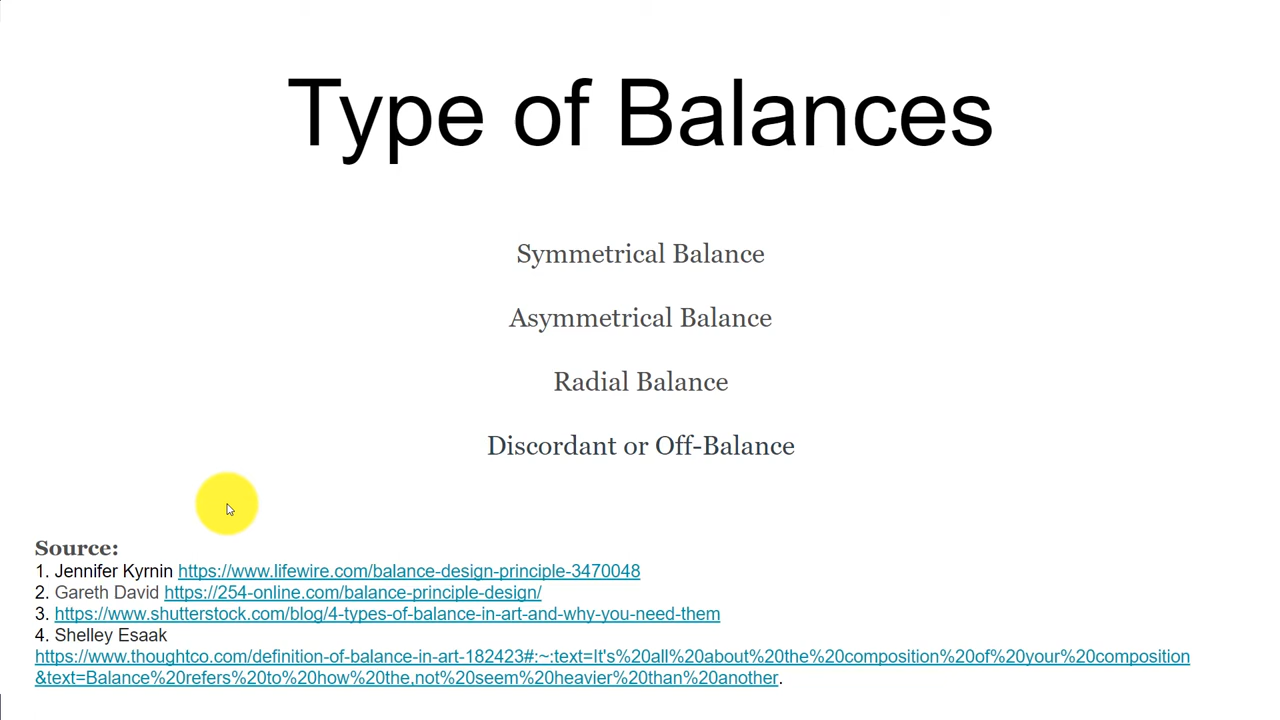 Type of Balances
Symmetrical Balance
Asymmetrical Balance
Radial Balance
Discordant or Off-Balance
Source:
1. Jennifer Kyrnin https://www.lifewire.com/balance-design-principle-3470048
2. Gareth David https://254-online.com/balance-principle-design/
3. https://www.shutterstock.com/blog/4-types-of-balance-in-art-and-why-you-need-them
4. Shelley Esaak
https://www.thoughtco.com/definition-of-balance-in-art-182423#:~:text=It's%20all%20about%20the%20composition%20of%20your%20composition
&text=Balance%20refers%20to%20how%20the,not%20seem%20heavier%20than%20another.